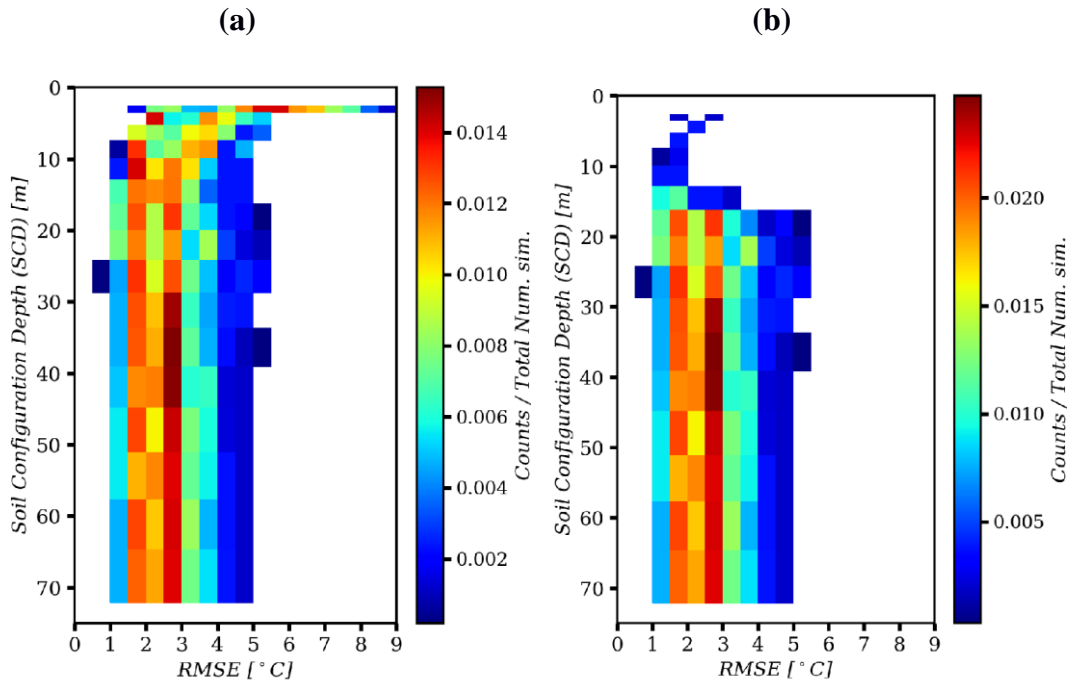 (a)
(b)
Soil Configuration Depth (SCD) [m]
0
10
20
30
40
50
60
70
0 1 2 3 4 5 6 7 8 9
RMSE [°C]
0.014
0.012
0.010
0.008
0.006
0.004
0.002
Counts / Total Num. sim.
Soil Configuration Depth (SCD) [m]
0
10
20
30
40
50
60
70
0 1 2 3 4 5 6 7 8 9
RMSE [°C]
0.020
0.015
0.010
0.005
Counts / Total Num. sim.